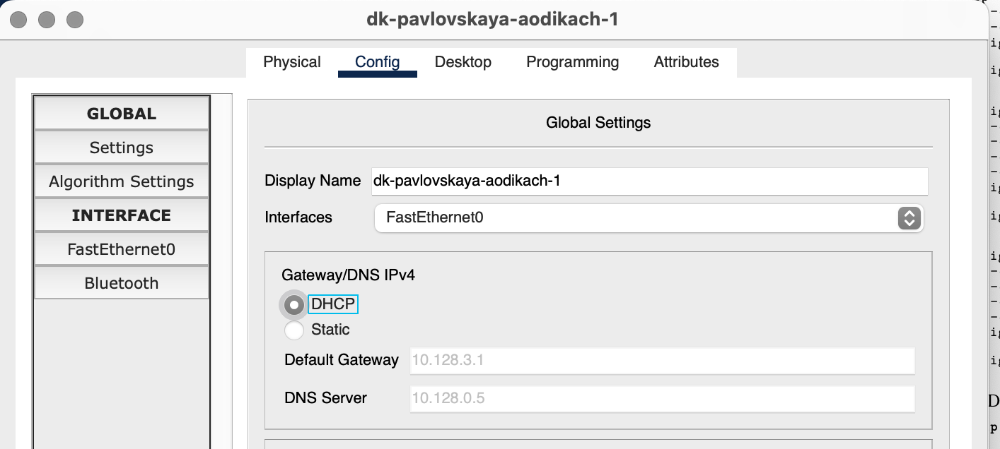 dk-pavlovskaya-aodikach-1
Physical Config Desktop Programming Attributes
GLOBAL
Settings
Algorithm Settings
INTERFACE
FastEthernet0
Bluetooth
Global Settings
Display Name dk-pavlovskaya-aodikach-1
Interfaces FastEthernet0
Gateway/DNS IPv4
DHCP
Static
Default Gateway 10.128.3.1
DNS Server 10.128.0.5